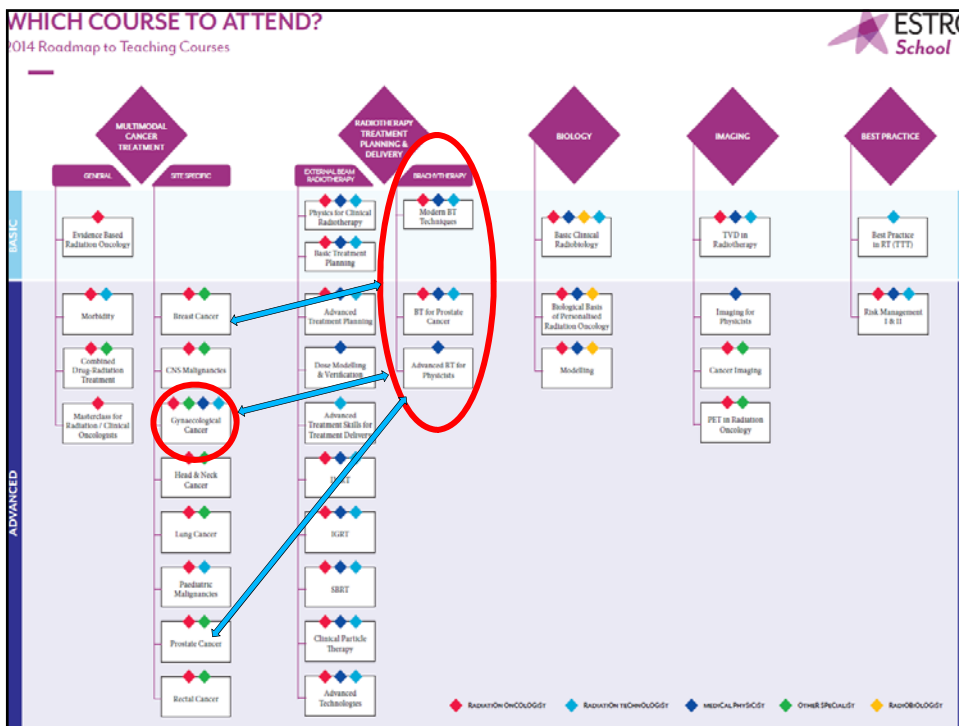 WHICH COURSE TO ATTEND?
2014 Roadmap to Teaching Courses
ESTRO
School
MULTIMODAL
CANCER
TREATMENT
GENERAL
SITE SPECIFIC
RADIOTHERAPY
TREATMENT
PLANNING &
DELIVERY
EXTERNAL BEAM
RADIOTHERAPY
BRACHYTHERAPY
BIOLOGY
IMAGING
BEST PRACTICE
BASIC
Evidence Based
Radiation Oncology
Physics for Clinical
Radiotherapy
Basic Treatment
Planning
Modern BT
Techniques
Basic Clinical
Radiobiology
TVD in
Radiotherapy
Best Practice
in RT (TTT)
ADVANCED
Morbidity
Combined
Drug-Radiation
Treatment
Masterclass for
Radiation / Clinical
Oncologists
Breast Cancer
CNS Malignancies
Gynaecological
Cancer
Head & Neck
Cancer
Lung Cancer
Paediatric
Malignancies
Prostate Cancer
Rectal Cancer
Advanced
Treatment Planning
Dose Modelling
& Verification
Advanced
Treatment Skills for
Treatment Delivery
IGRT
SBRT
Clinical Particle
Therapy
Advanced
Technologies
BT for Prostate
Cancer
Advanced BT for
Physicists
Biological Basis
of Personalised
Radiation Oncology
Modelling
Imaging for
Physicists
Cancer Imaging
PET in Radiation
Oncology
Risk Management
I & II
RADIATION ONCOLOGIST
RADIATION TECHNOLOGIST
MEDICAL PHYSICIST
OTHER SPECIALIST
RADIOBIOLOGIST